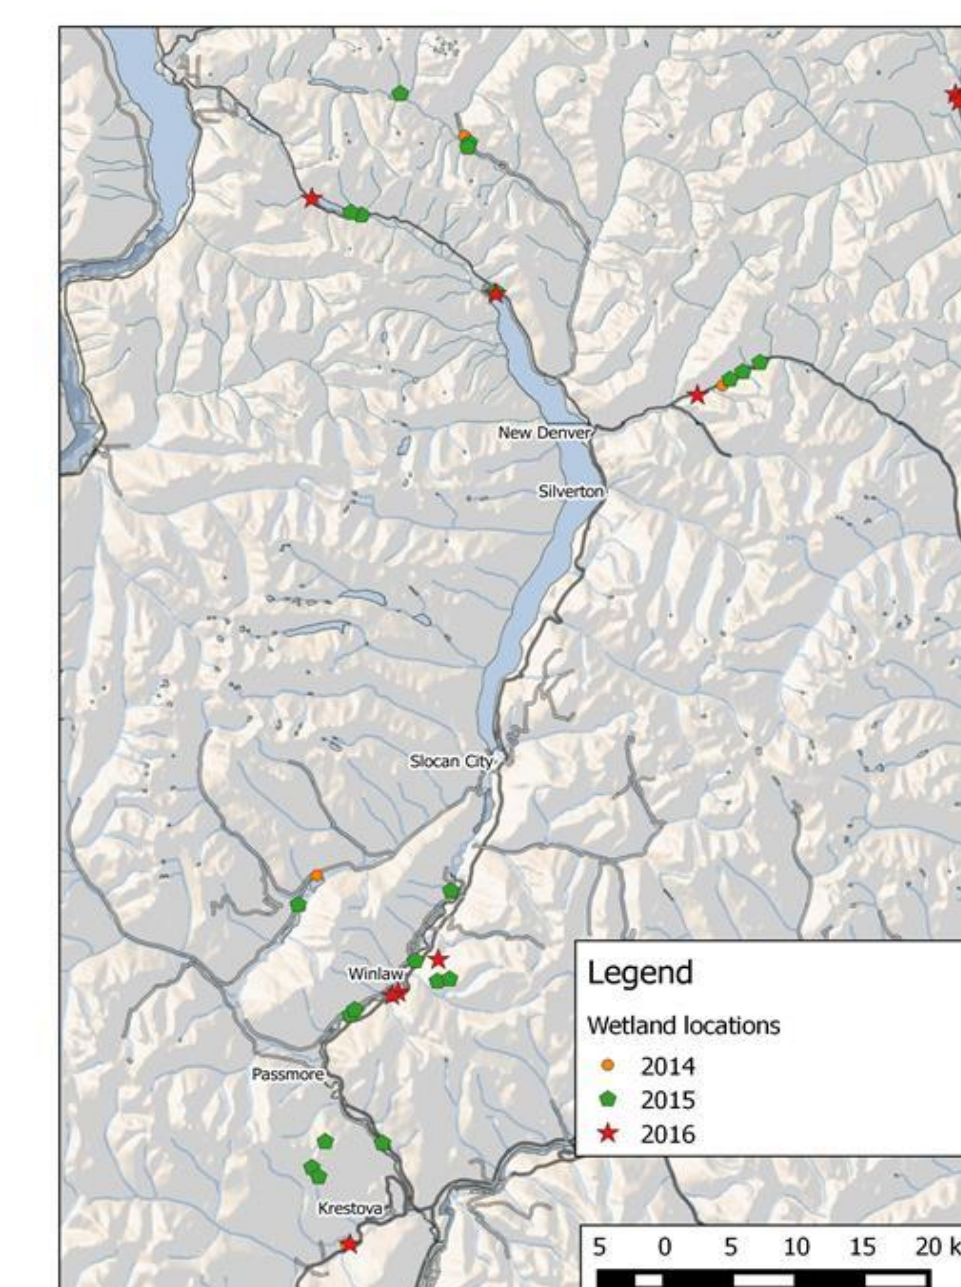 New Denver
Silverton
Slocan City
Winlaw
Passmore
Krestova
Legend
Wetland locations
2014
2015
2016
5 0 5 10 15 20 k